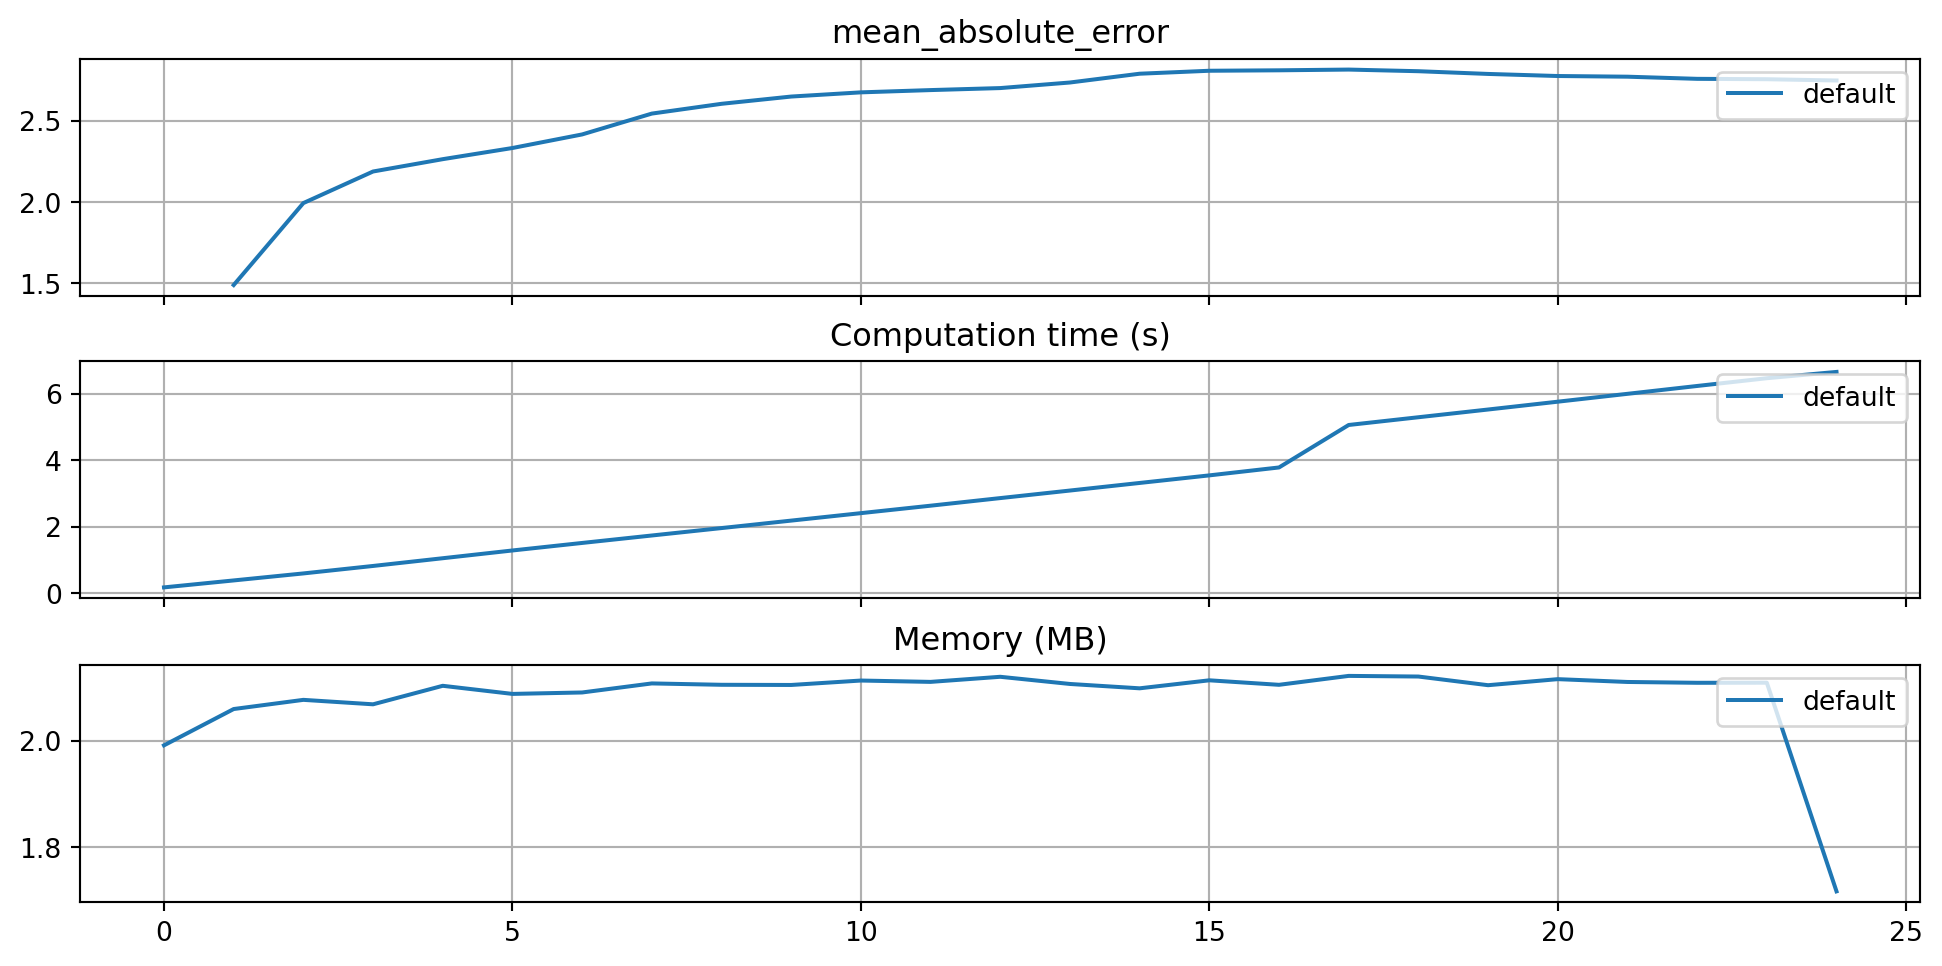 mean_absolute_error
2.5
2.0
1.5
default
Computation time (s)
6
4
2
0
default
Memory (MB)
2.0
1.8
default
0 5 10 15 20 25